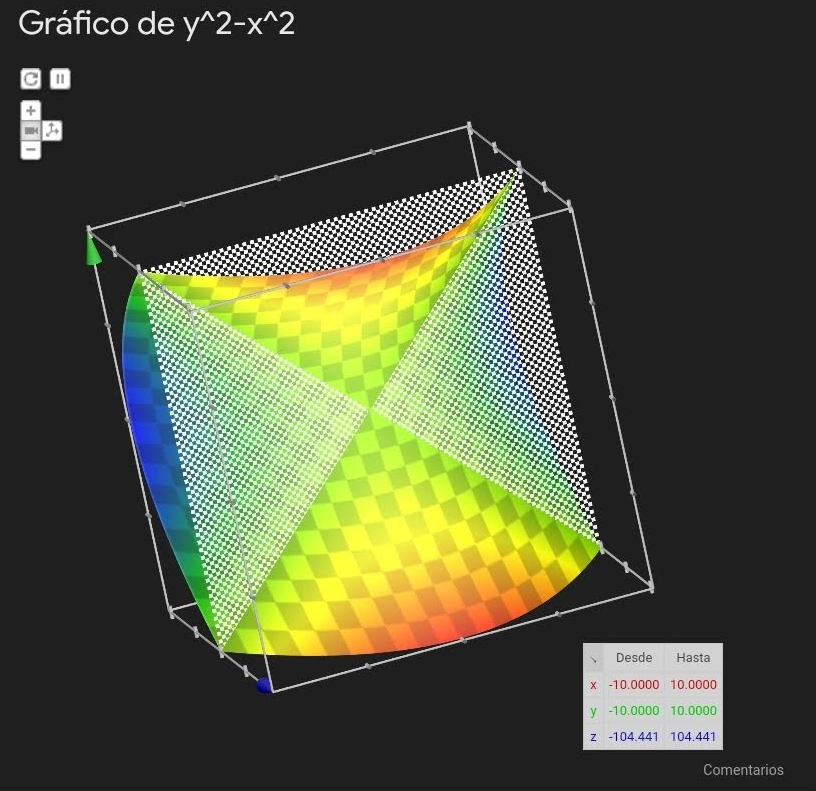 Gráfico de y^2-x^2
Desde Hasta
x -10.0000 10.0000
y -10.0000 10.0000
z -104.441 104.441
Comentarios